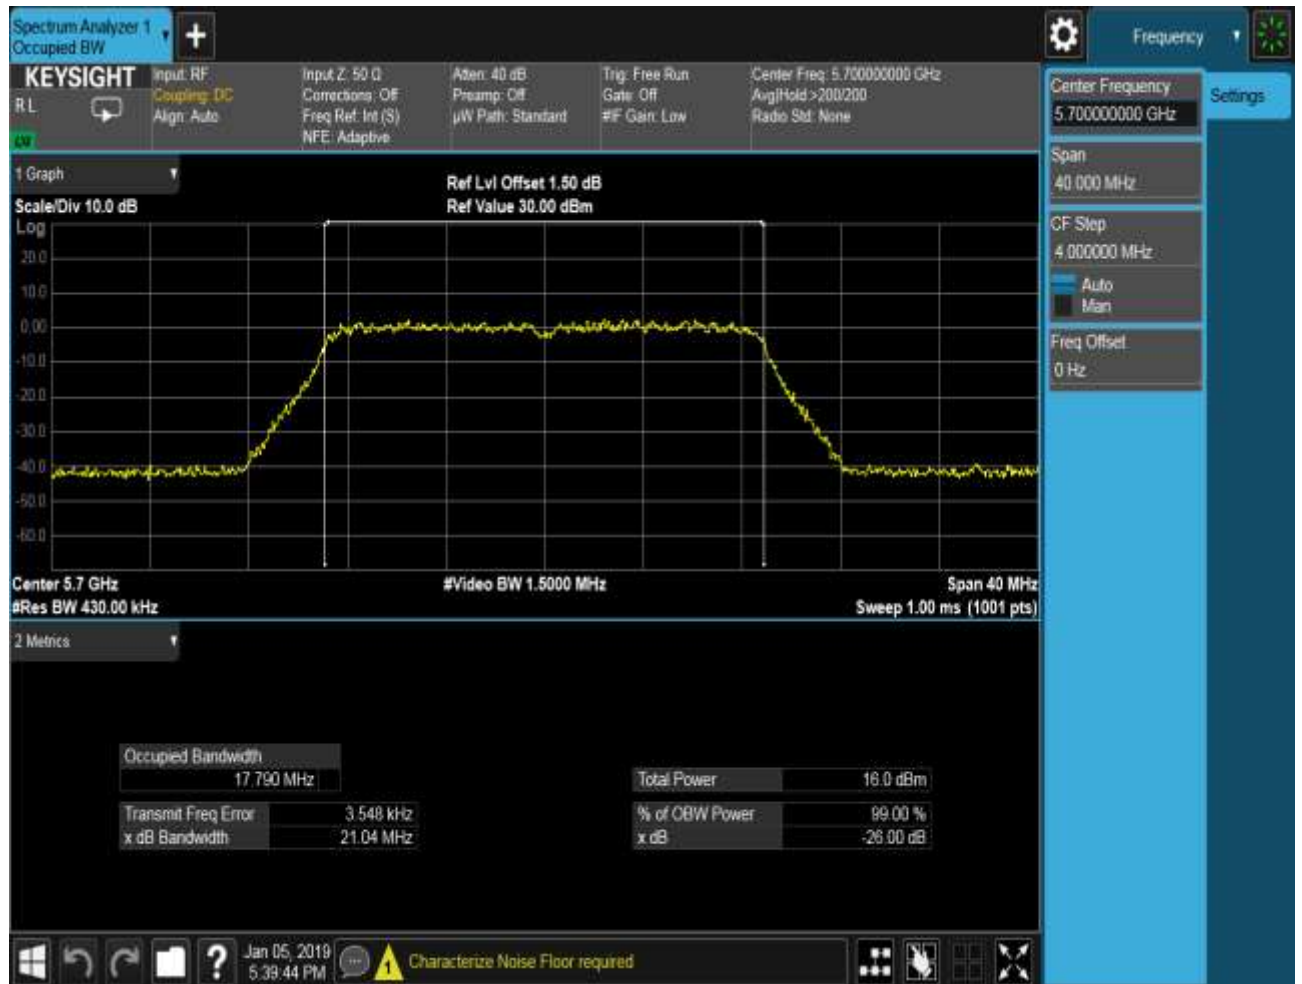 Spectrum Analyzer 1
Occupied BW
Frequency
KEYSIGHT
R L
Input: RF
Coupling: DC
Align: Auto
Input Z: 50 Ω
Corrections: Off
Freq Ref: Int (S)
NFE: Adaptive
Atten: 40 dB
Preamp: Off
µW Path: Standard
Trig: Free Run
Gate: Off
#IF Gain: Low
Center Freq: 5.700000000 GHz
Avg|Hold:>200/200
Radio Std: None
Center Frequency
5.700000000 GHz
Settings
Span
40.000 MHz
CF Step
4.000000 MHz
Auto
Man
Freq Offset
0 Hz
1 Graph
Scale/Div 10.0 dB
Ref Lvl Offset 1.50 dB
Ref Value 30.00 dBm
Log
20.0
10.0
0.00
-10.0
-20.0
-30.0
-40.0
-50.0
-60.0
Center 5.7 GHz
#Res BW 430.00 kHz
#Video BW 1.5000 MHz
Span 40 MHz
Sweep 1.00 ms (1001 pts)
2 Metrics
Occupied Bandwidth
17.790 MHz
Transmit Freq Error 3.548 kHz
x dB Bandwidth 21.04 MHz
Total Power 16.0 dBm
% of OBW Power 99.00 %
x dB -26.00 dB
?
Jan 05, 2019
5:39:44 PM
1
Characterize Noise Floor required